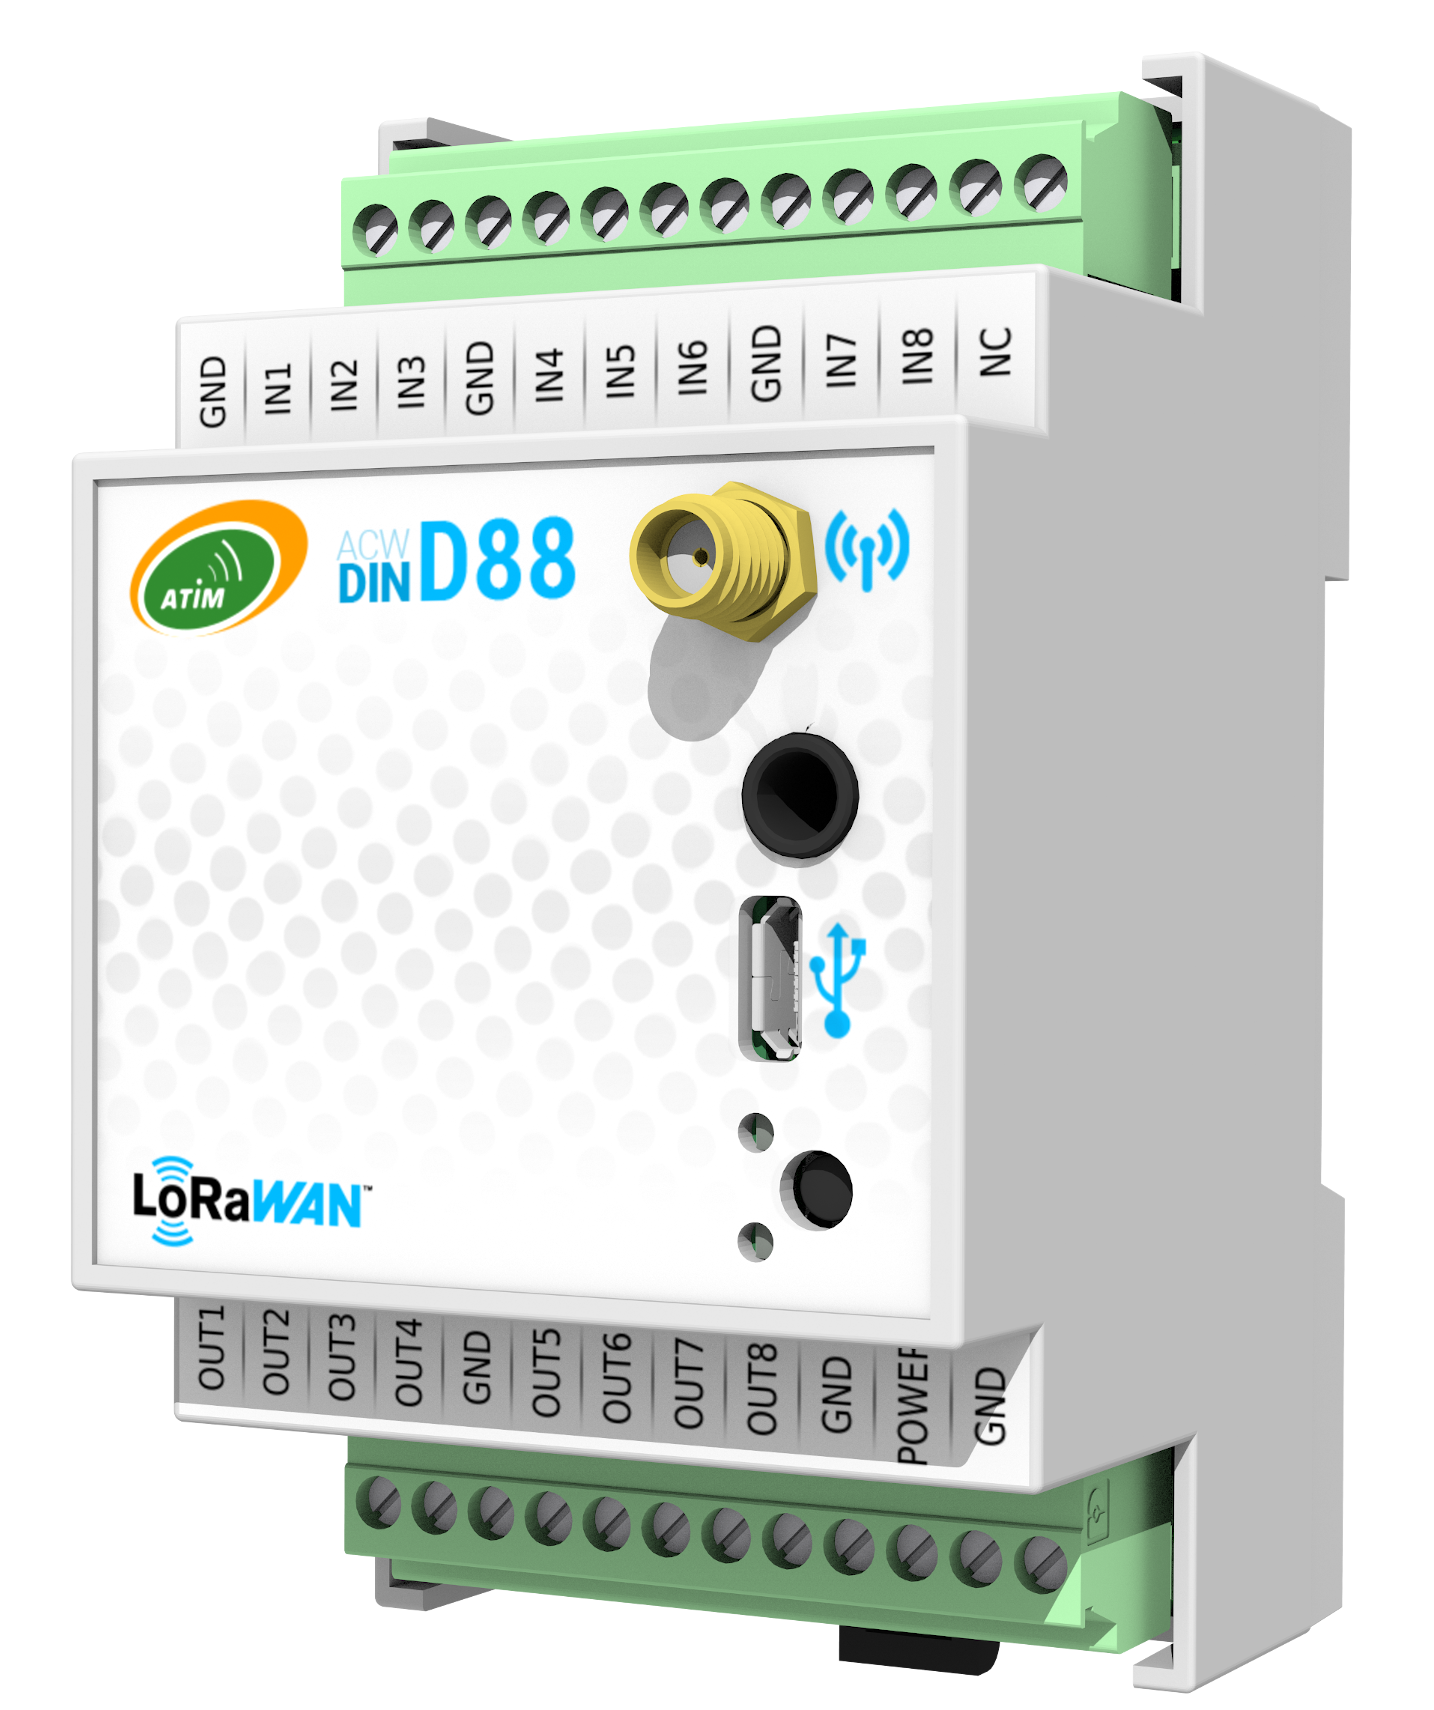 GND IN1 IN2 IN3 GND IN4 IN5 IN6 GND IN7 IN8 NC
ATIM
ACW
DIN D88
LoRaWAN™
OUT1 OUT2 OUT3 OUT4 GND OUT5 OUT6 OUT7 OUT8 GND POWER GND